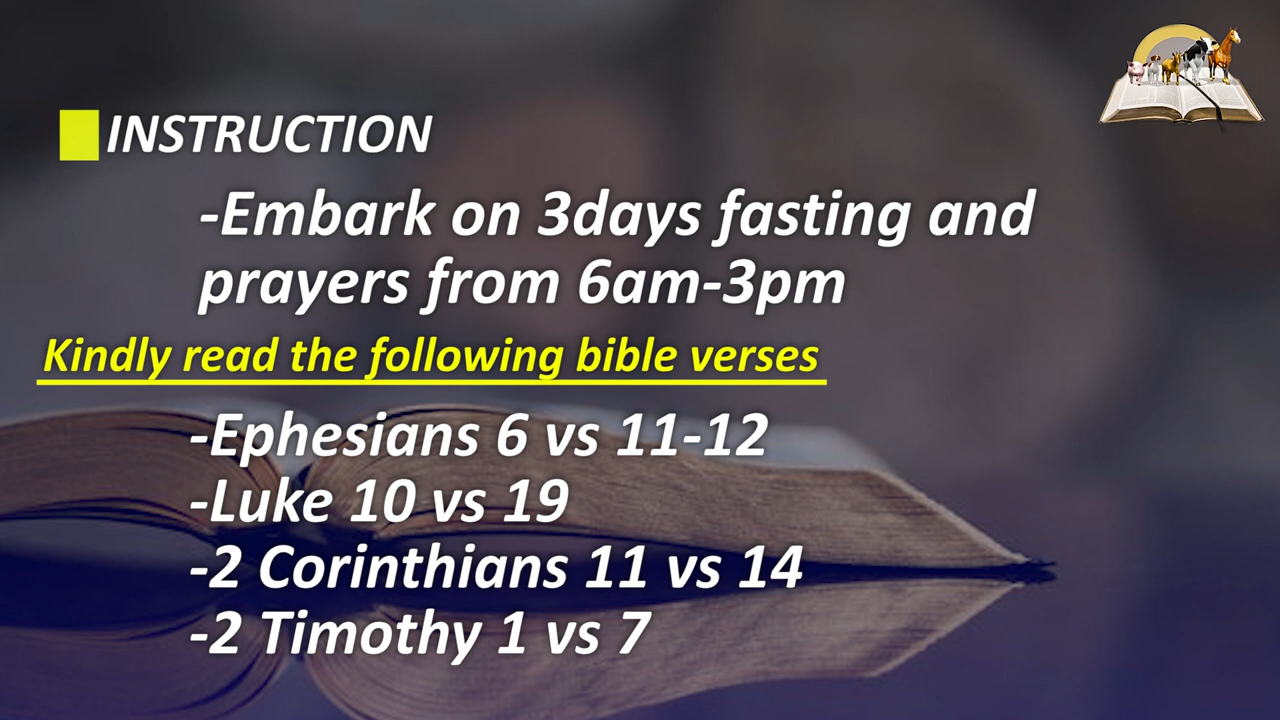 INSTRUCTION
-Embark on 3days fasting and
prayers from 6am-3pm
Kindly read the following bible verses
-Ephesians 6 vs 11-12
-Luke 10 vs 19
-2 Corinthians 11 vs 14
-2 Timothy 1 vs 7